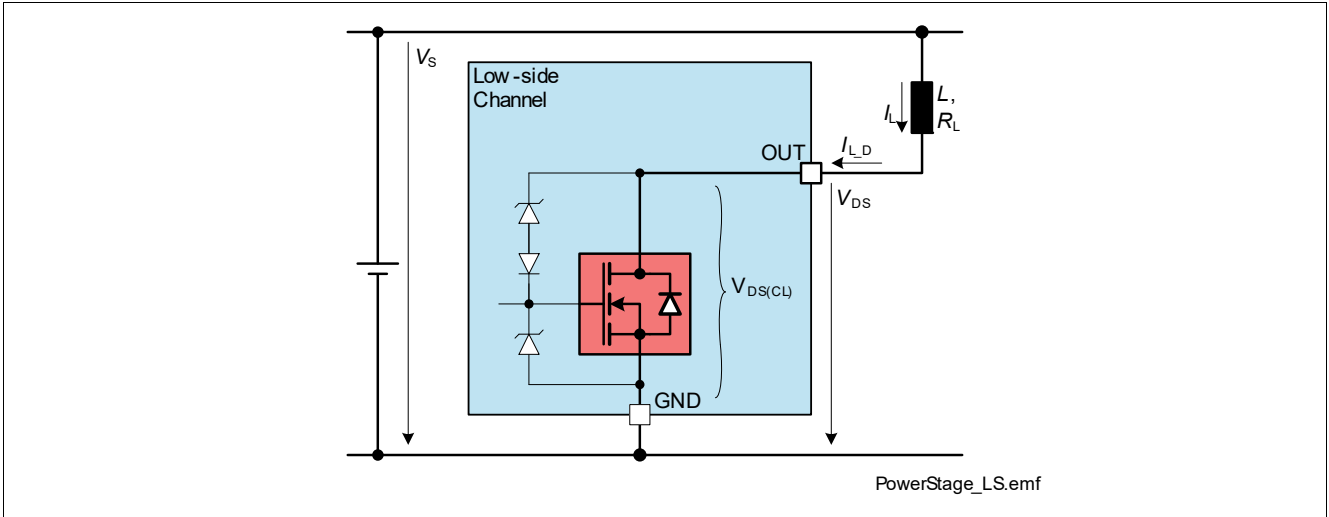 VS
Low-side
Channel
L,
IL
RL
OUT
IL_D
VDS
VDS(CL)
GND
PowerStage_LS.emf